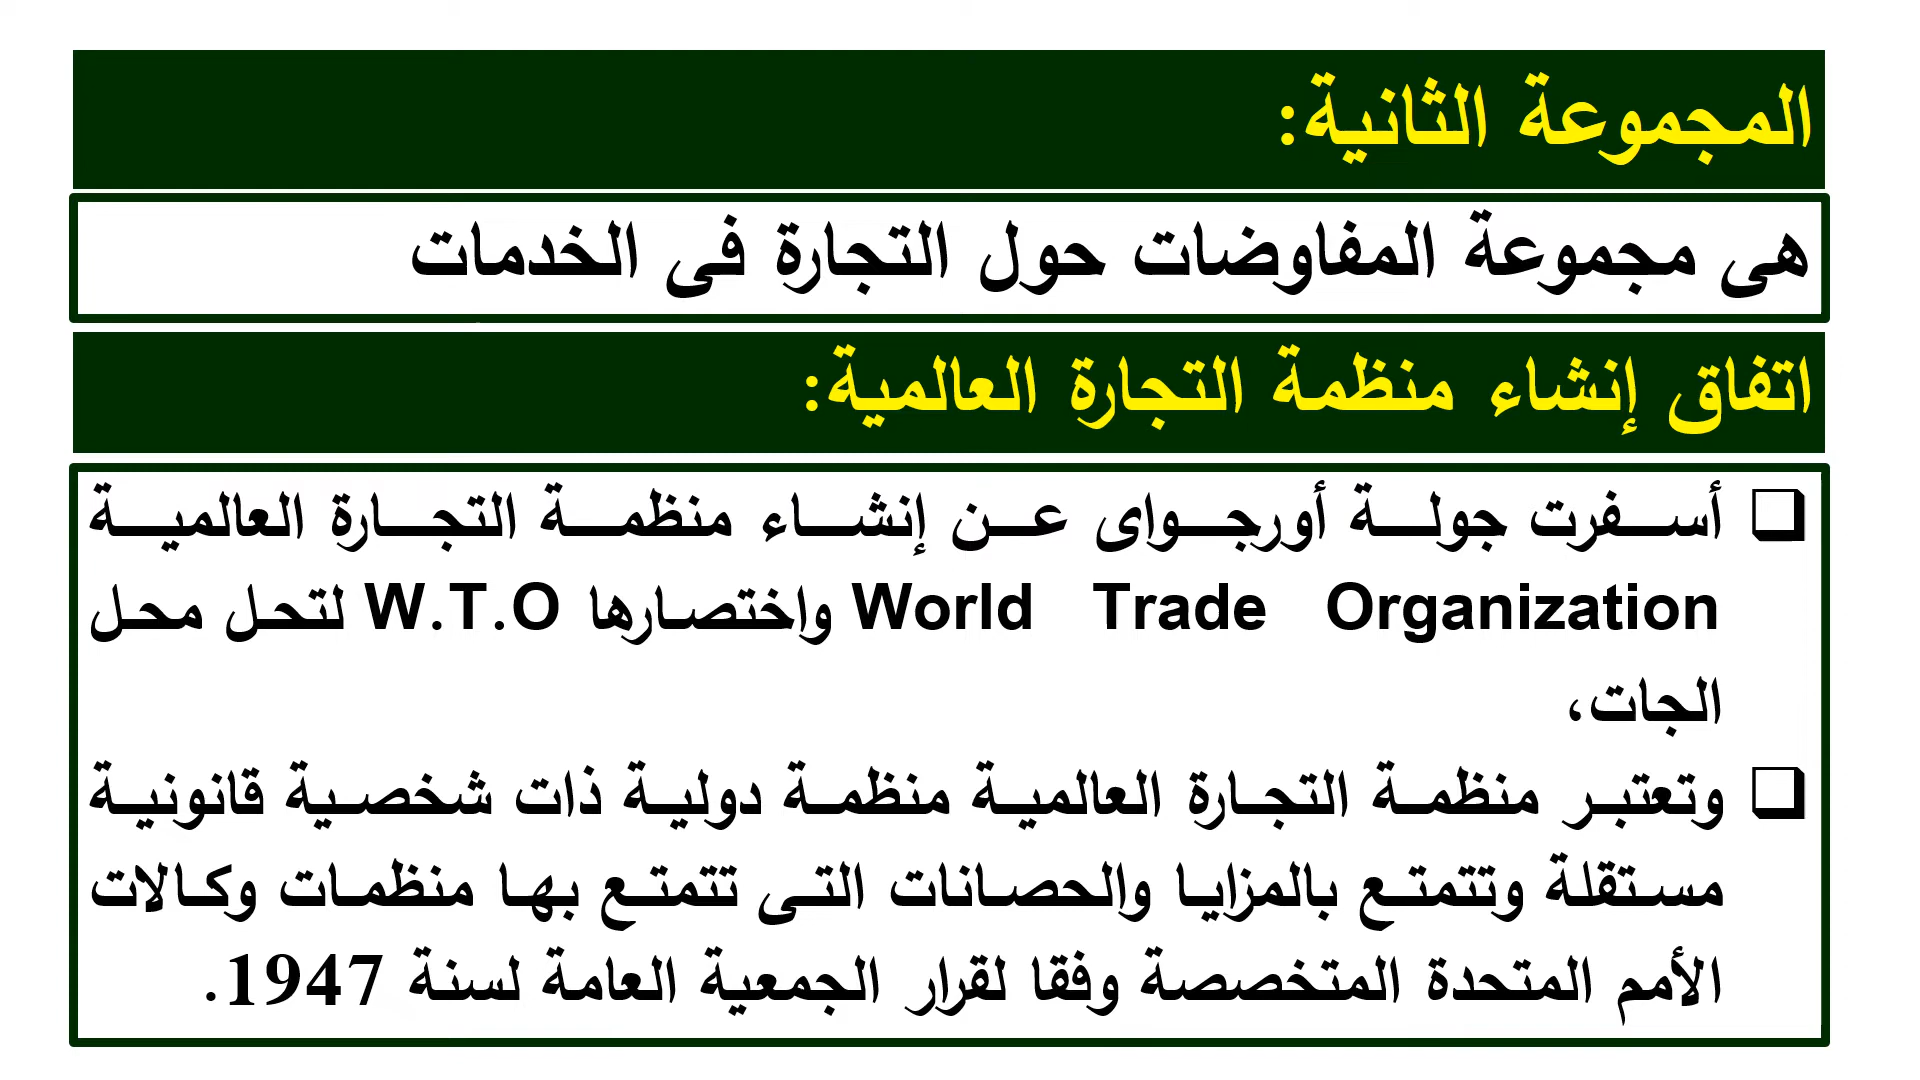 المجموعة الثانية:
هى مجموعة المفاوضات حول التجارة فى الخدمات
اتفاق إنشاء منظمة التجارة العالمية:
أسفرت جولة أورجواى عن إنشاء منظمة التجارة العالمية
World Trade Organization واختصارها W.T.O لتحل محل
الجات،
وتعتبر منظمة التجارة العالمية منظمة دولية ذات شخصية قانونية
مستقلة وتتمتع بالمزايا والحصانات التى تتمتع بها منظمات وكالات
الأمم المتحدة المتخصصة وفقا لقرار الجمعية العامة لسنة 1947.